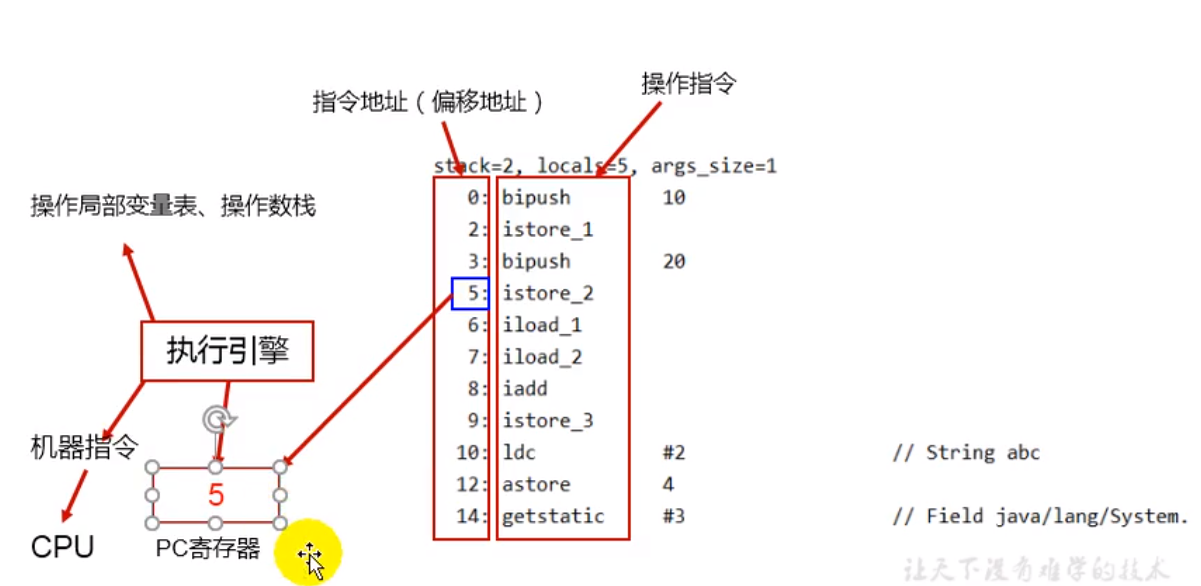 操作指令
指令地址（偏移地址）
stack=2, locals=5, args_size=1
操作局部变量表、操作数栈
0: bipush 10
2: istore_1
3: bipush 20
5: istore_2
6: iload_1
7: iload_2
8: iadd
9: istore_3
10: ldc #2 // String abc
12: astore 4
14: getstatic #3 // Field java/lang/System.
执行引擎
机器指令
5
CPU
PC寄存器
让天下没有难学的技术